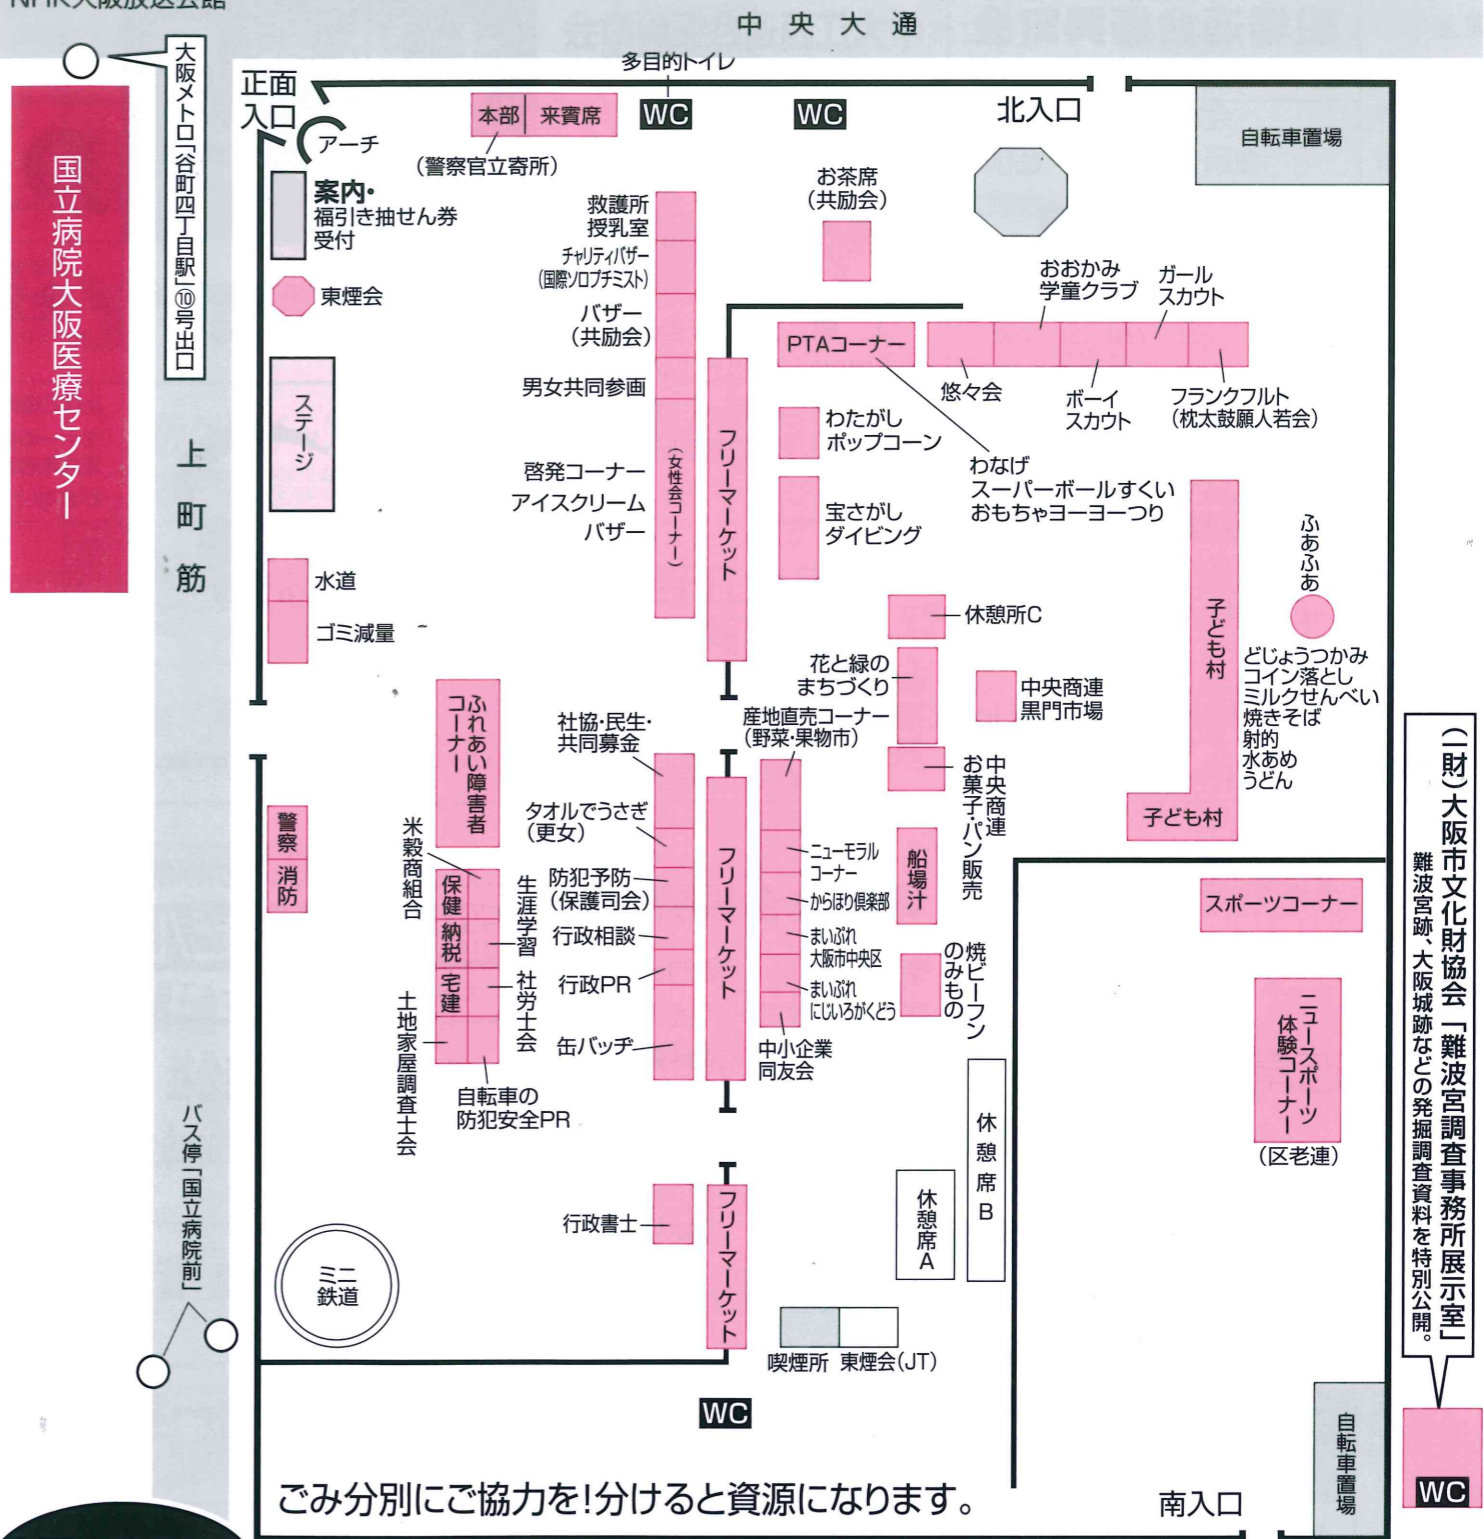 NHK大阪放送会館
中央大通
大阪メトロ「谷町四丁目駅」⑩号出口
国立病院大阪医療センター
上町筋
バス停「国立病院前」
正面
入口
アーチ
本部
来賓席
(警察官立寄所)
多目的トイレ
WC
WC
北入口
自転車置場
案内・
福引き抽せん券
受付
東煙会
ステージ
水道
ゴミ減量
救護所
授乳室
チャリティバザー
(国際ソロプチミスト)
バザー
(共励会)
男女共同参画
啓発コーナー
アイスクリーム
バザー
(女性会コーナー)
フリーマーケット
お茶席
(共励会)
PTAコーナー
わなげ
スーパーボールすくい
おもちゃヨーヨーつり
悠々会
おおかみ
学童クラブ
ボーイ
スカウト
ガール
スカウト
フランクフルト
(枕太鼓願人若会)
わたがし
ポップコーン
宝さがし
ダイビング
休憩所C
花と緑の
まちづくり
中央商連
黒門市場
子ども村
ふあふあ
どじょうつかみ
コイン落とし
ミルクせんべい
焼きそば
射的
水あめ
うどん
子ども村
警察
消防
ふれあい障害者
コーナー
米穀商組合
保健
納税
宅建
生涯学習
社労士会
土地家屋調査士会
自転車の
防犯安全PR
社協・民生・
共同募金
タオルでうさぎ
(更女)
防犯予防
(保護司会)
行政相談
行政PR
缶バッヂ
フリーマーケット
産地直売コーナー
(野菜・果物市)
ニューモラル
コーナー
からほり倶楽部
まいぷれ
大阪市中央区
まいぷれ
にじいろがくどう
中小企業
同友会
中央商連
お菓子・パン販売
船場汁
焼ビーフン
のみもの
スポーツコーナー
ニュースポーツ
体験コーナー
(区老連)
行政書士
フリーマーケット
ミニ
鉄道
休憩席A
休憩席B
喫煙所
東煙会(JT)
WC
(一財)大阪市文化財協会「難波宮調査事務所展示室」
難波宮跡、大阪城跡などの発掘調査資料を特別公開。
WC
自転車置場
南入口
ごみ分別にご協力を!分けると資源になります。